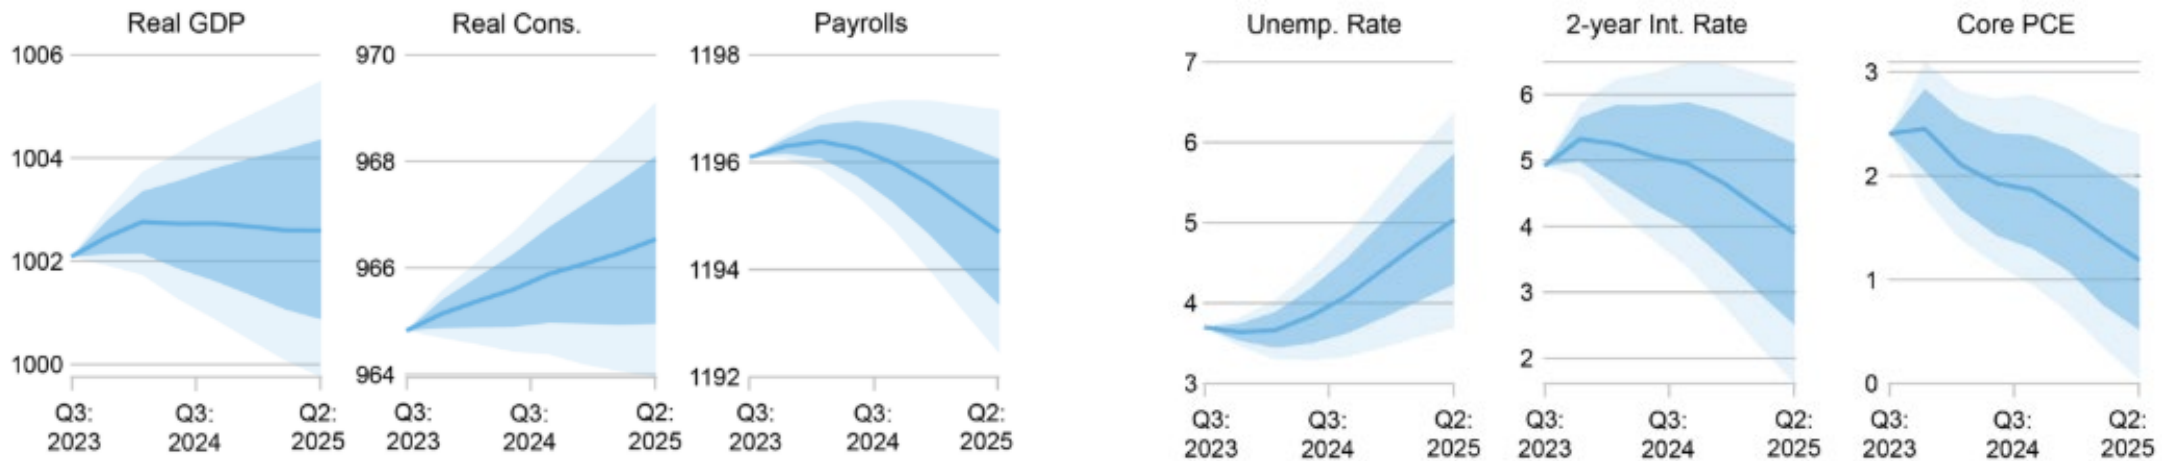 Real GDP
1006
1004
1002
1000
Q3: 2023
Q3: 2024
Q2: 2025
Real Cons.
970
968
966
964
Q3: 2023
Q3: 2024
Q2: 2025
Payrolls
1198
1196
1194
1192
Q3: 2023
Q3: 2024
Q2: 2025
Unemp. Rate
7
6
5
4
3
Q3: 2023
Q3: 2024
Q2: 2025
2-year Int. Rate
6
5
4
3
2
Q3: 2023
Q3: 2024
Q2: 2025
Core PCE
3
2
1
0
Q3: 2023
Q3: 2024
Q2: 2025